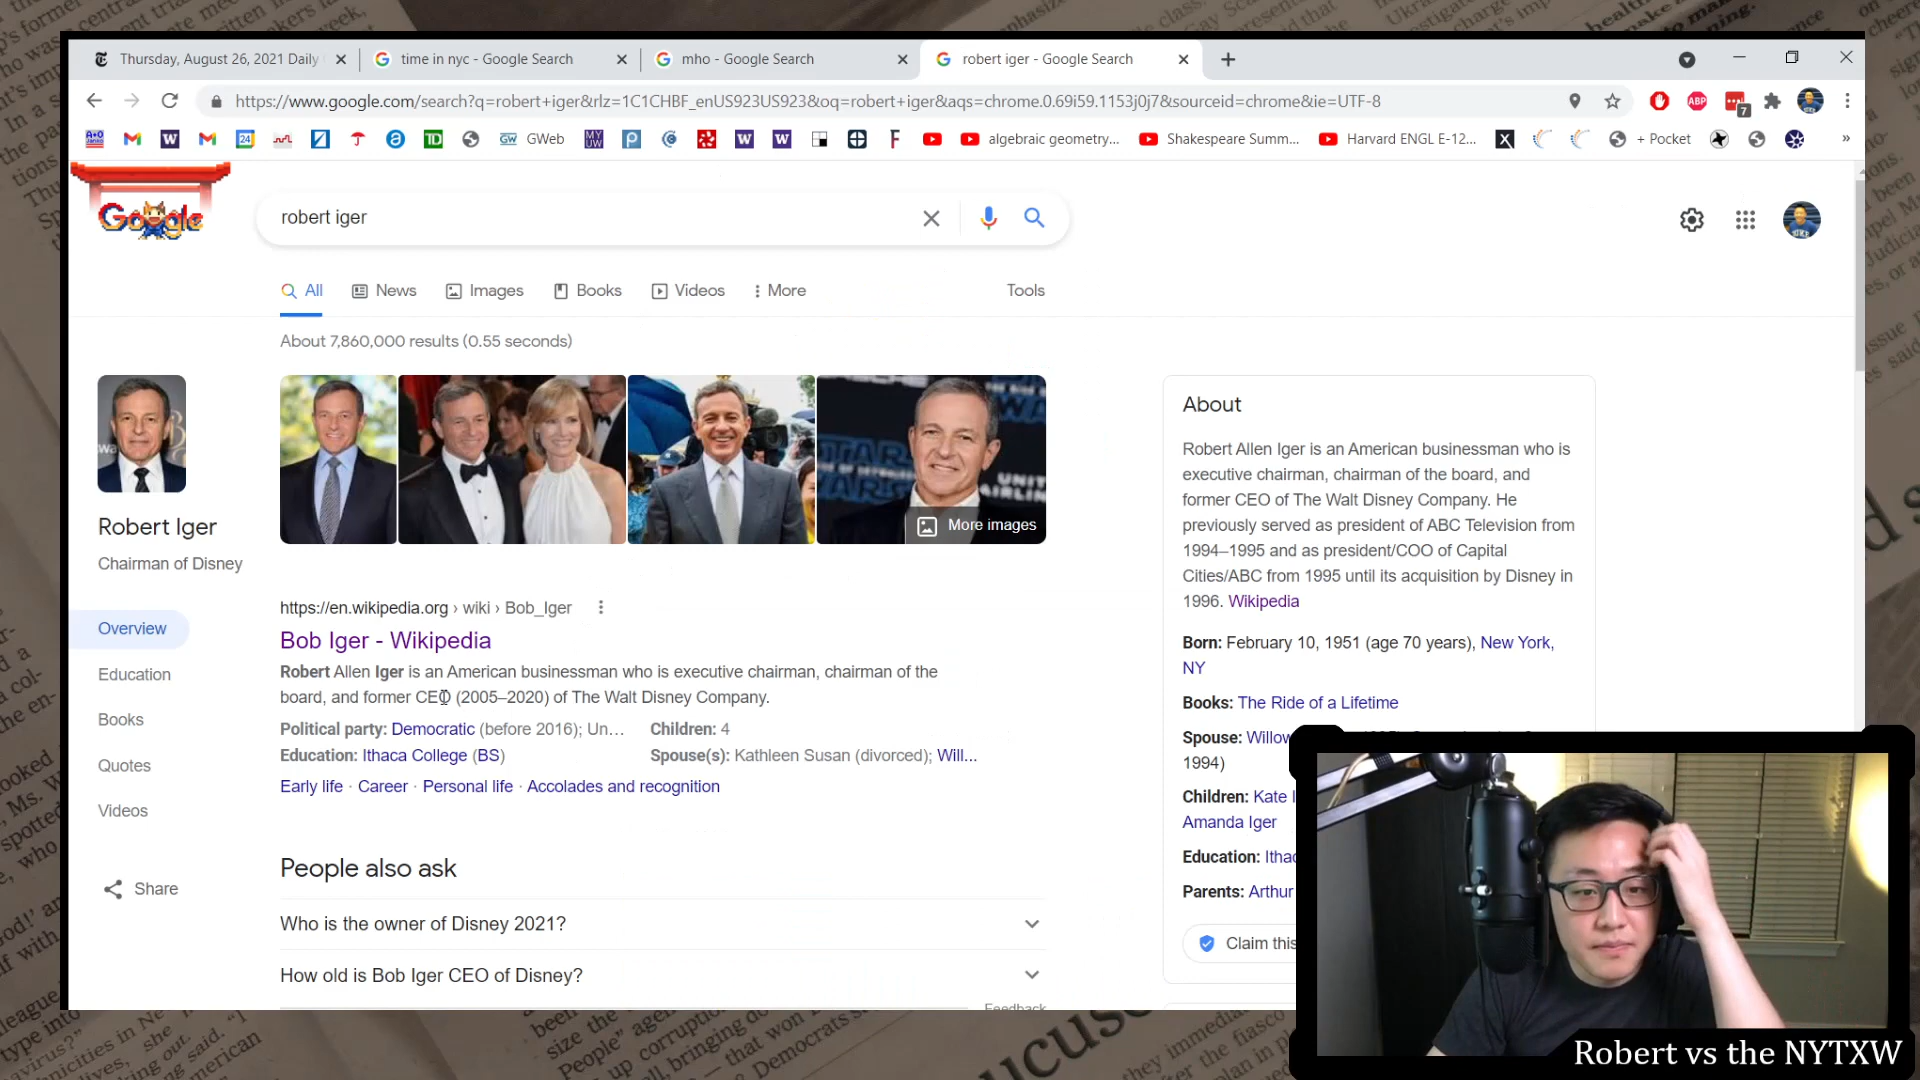 Thursday, August 26, 2021 Daily
time in nyc - Google Search
mho - Google Search
robert iger - Google Search
https://www.google.com/search?q=robert+iger&rlz=1C1CHBF_enUS923US923&oq=robert+iger&aqs=chrome.0.69i59.1153j0j7&sourceid=chrome&ie=UTF-8
GWeb
algebraic geometry...
Shakespeare Summ...
Harvard ENGL E-12...
+ Pocket
Google
robert iger
All
News
Images
Books
Videos
More
Tools
About 7,860,000 results (0.55 seconds)
More images
Robert Iger
Chairman of Disney
Overview
Education
Books
Quotes
Videos
Share
https://en.wikipedia.org › wiki › Bob_Iger
Bob Iger - Wikipedia
Robert Allen Iger is an American businessman who is executive chairman, chairman of the
board, and former CEO (2005–2020) of The Walt Disney Company.
Political party: Democratic (before 2016); Un...
Children: 4
Education: Ithaca College (BS)
Spouse(s): Kathleen Susan (divorced); Will...
Early life · Career · Personal life · Accolades and recognition
People also ask
Who is the owner of Disney 2021?
How old is Bob Iger CEO of Disney?
Feedback
About
Robert Allen Iger is an American businessman who is
executive chairman, chairman of the board, and
former CEO of The Walt Disney Company. He
previously served as president of ABC Television from
1994–1995 and as president/COO of Capital
Cities/ABC from 1995 until its acquisition by Disney in
1996. Wikipedia
Born: February 10, 1951 (age 70 years), New York,
NY
Books: The Ride of a Lifetime
Spouse: Willow
1994)
Children: Kate I
Amanda Iger
Education: Itha
Parents: Arthur
Claim this
Robert vs the NYTXW